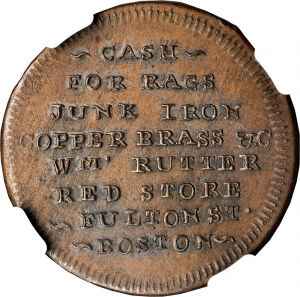 ~ CASH ~
FOR RAGS
JUNK IRON
COPPER BRASS &C
WM' RUTTER
RED STORE
~ FULTON ST.
~ BOSTON ~